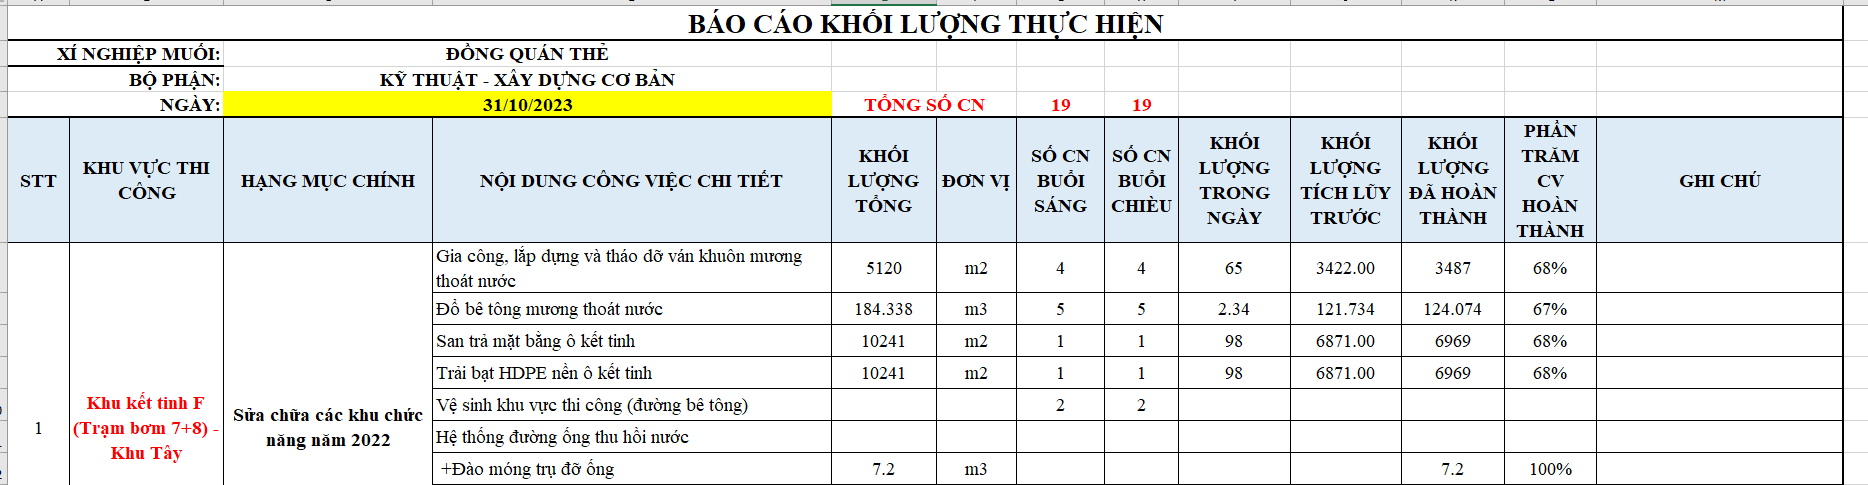 BÁO CÁO KHỐI LƯỢNG THỰC HIỆN
XÍ NGHIỆP MUỐI: ĐỒNG QUÁN THẺ
BỘ PHẬN: KỸ THUẬT - XÂY DỰNG CƠ BẢN
NGÀY: 31/10/2023 TỔNG SỐ CN 19 19
STT
KHU VỰC THI
CÔNG
HẠNG MỤC CHÍNH
NỘI DUNG CÔNG VIỆC CHI TIẾT
KHỐI
LƯỢNG
TỔNG
ĐƠN VỊ
SỐ CN
BUỔI
SÁNG
SỐ CN
BUỔI
CHIỀU
KHỐI
LƯỢNG
TRONG
NGÀY
KHỐI
LƯỢNG
TÍCH LŨY
TRƯỚC
KHỐI
LƯỢNG
ĐÃ HOÀN
THÀNH
PHẦN
TRĂM
CV
HOÀN
THÀNH
GHI CHÚ
1
Khu kết tinh F
(Trạm bơm 7+8) -
Khu Tây
Sửa chữa các khu chức
năng năm 2022
Gia công, lắp dựng và tháo dỡ ván khuôn mương
thoát nước
5120 m2 4 4 65 3422.00 3487 68%
Đổ bê tông mương thoát nước 184.338 m3 5 5 2.34 121.734 124.074 67%
San trả mặt bằng ô kết tinh 10241 m2 1 1 98 6871.00 6969 68%
Trải bạt HDPE nền ô kết tinh 10241 m2 1 1 98 6871.00 6969 68%
Vệ sinh khu vực thi công (đường bê tông) 2 2
Hệ thống đường ống thu hồi nước
+Đào móng trụ đỡ ống 7.2 m3 7.2 100%